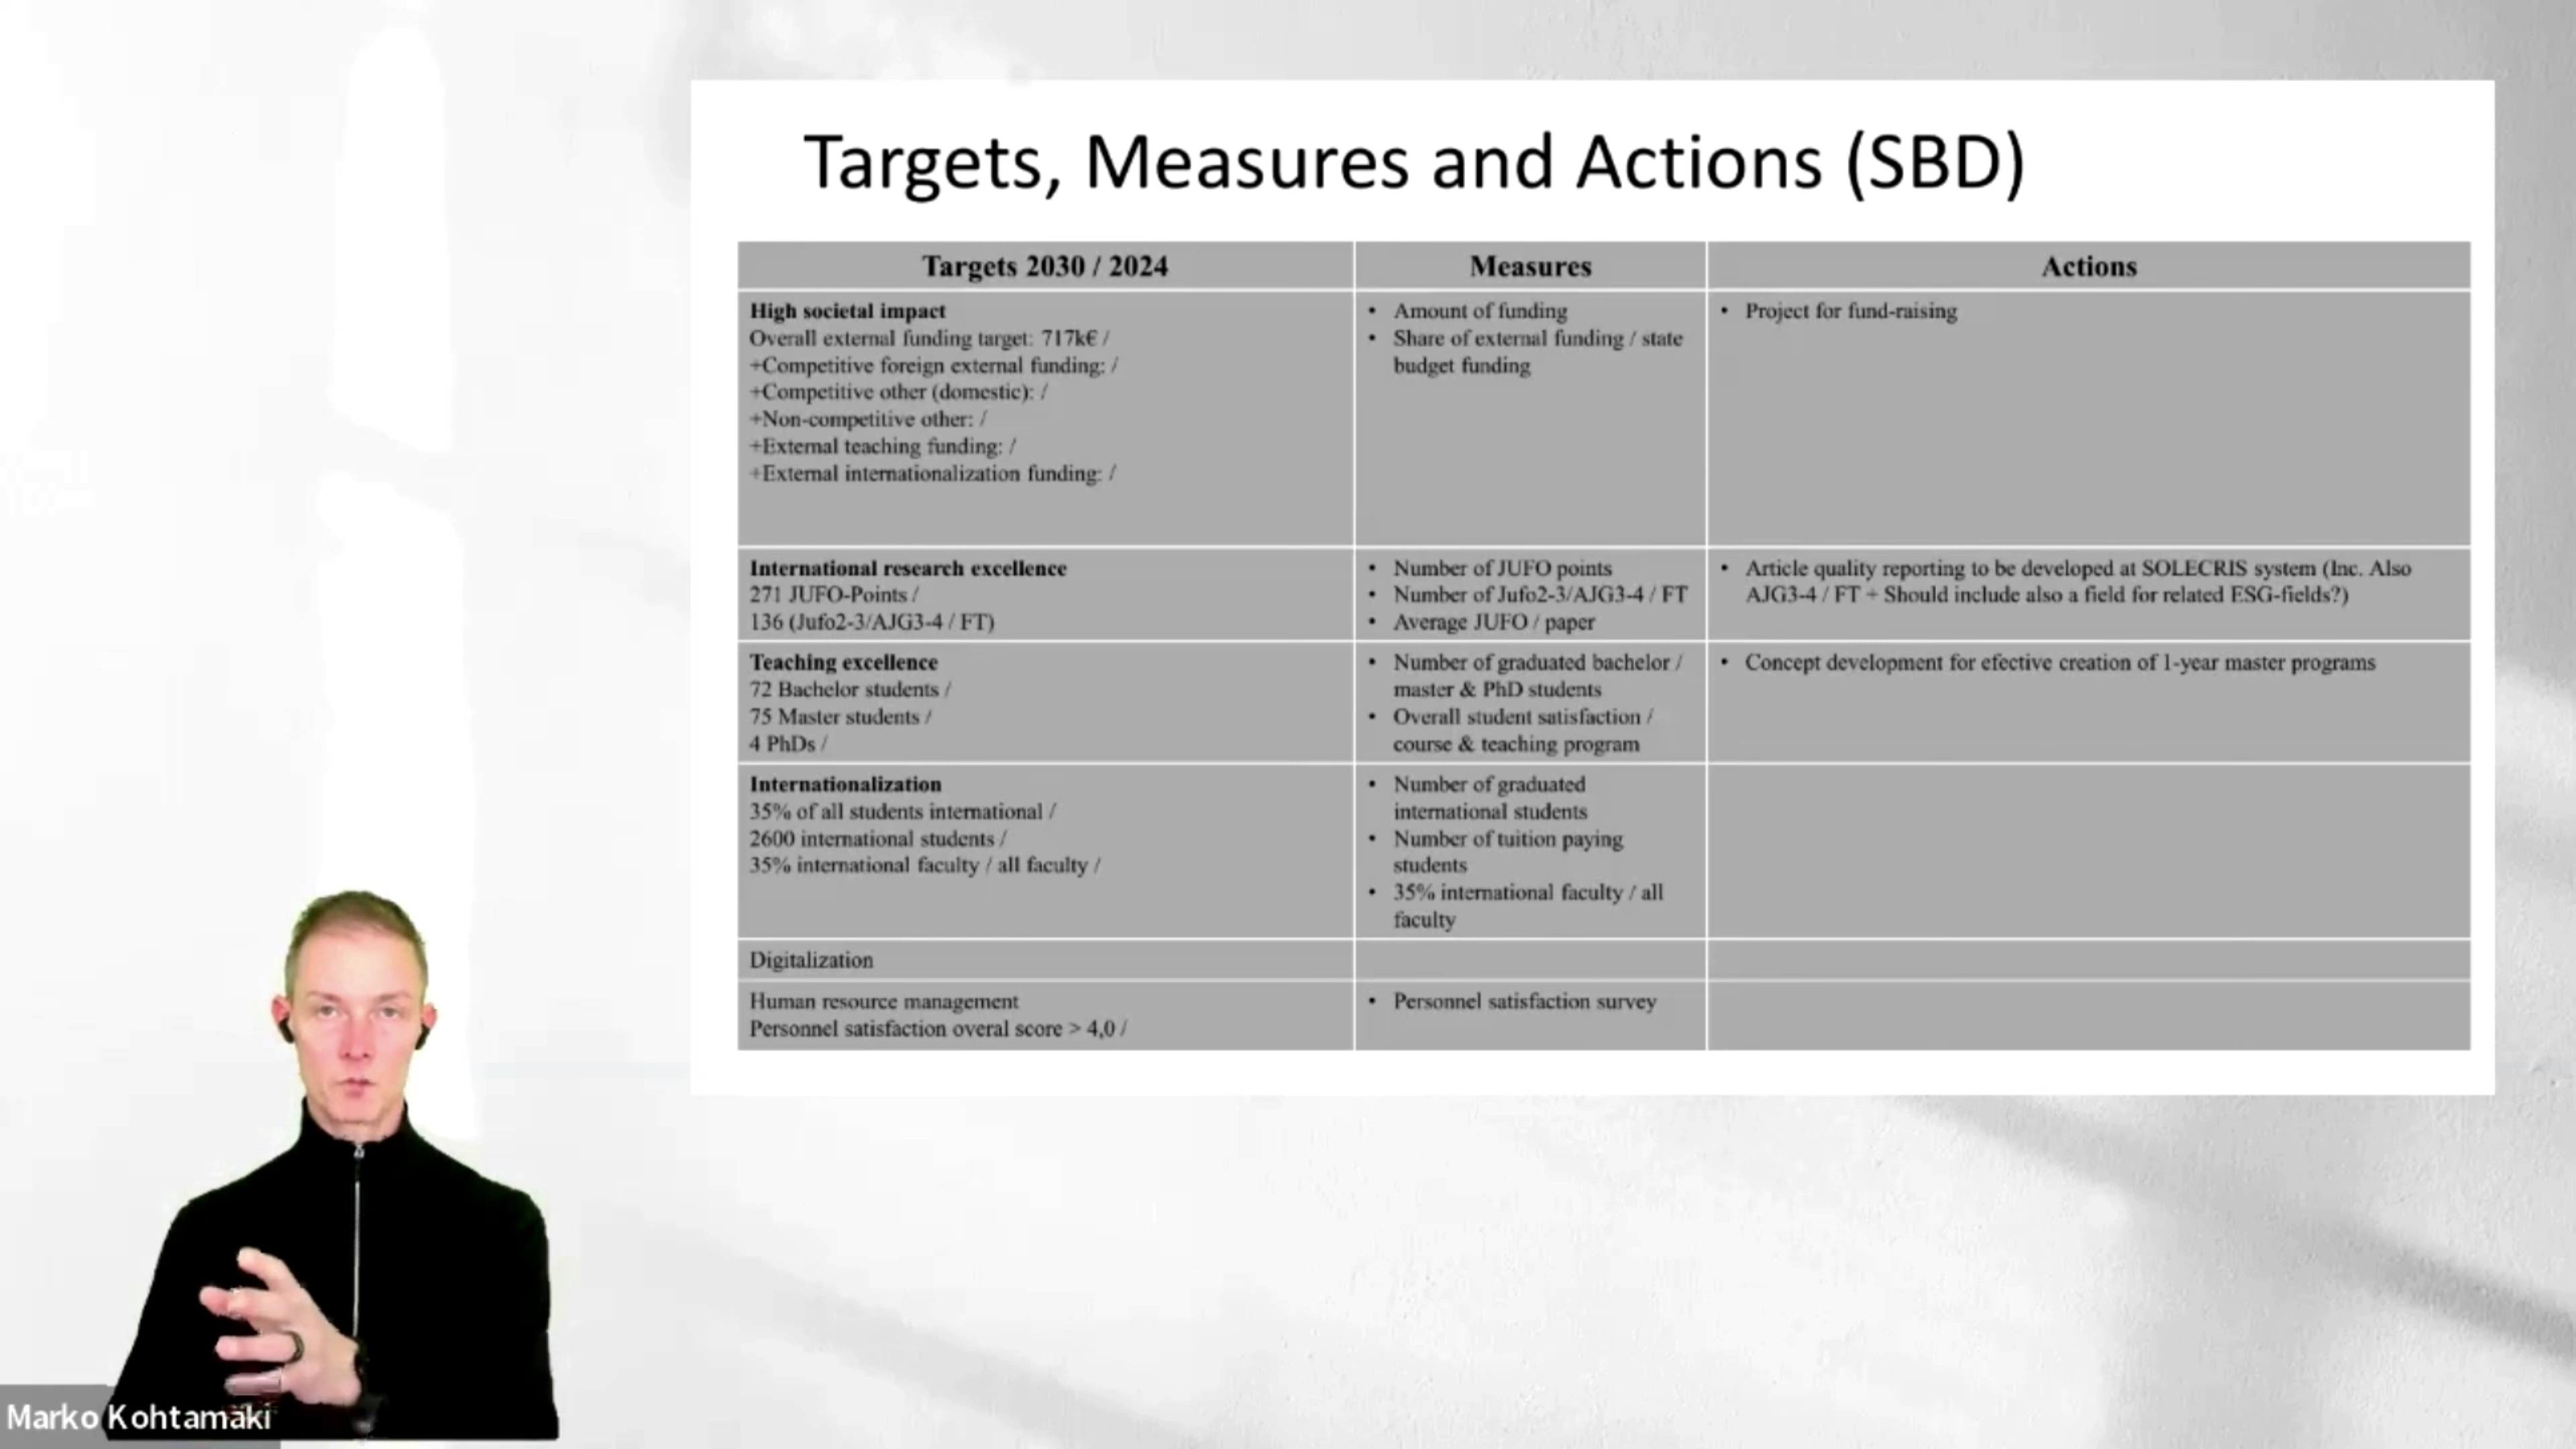 Targets, Measures and Actions (SBD)
Targets 2030 / 2024
Measures
Actions
High societal impact
Overall external funding target: 717k€ /
+Competitive foreign external funding: /
+Competitive other (domestic): /
+Non-competitive other: /
+External teaching funding: /
+External internationalization funding: /
• Amount of funding
• Share of external funding / state
budget funding
• Project for fund-raising
International research excellence
271 JUFO-Points /
136 (Jufo2-3/AJG3-4 / FT)
• Number of JUFO points
• Number of Jufo2-3/AJG3-4 / FT
• Average JUFO / paper
• Article quality reporting to be developed at SOLECRIS system (Inc. Also
AJG3-4 / FT + Should include also a field for related ESG-fields?)
Teaching excellence
72 Bachelor students /
75 Master students /
4 PhDs /
• Number of graduated bachelor /
master & PhD students
• Overall student satisfaction /
course & teaching program
• Concept development for efective creation of 1-year master programs
Internationalization
35% of all students international /
2600 international students /
35% international faculty / all faculty /
• Number of graduated
international students
• Number of tuition paying
students
• 35% international faculty / all
faculty
Digitalization
Human resource management
Personnel satisfaction overal score > 4,0 /
• Personnel satisfaction survey
Marko Kohtamäki